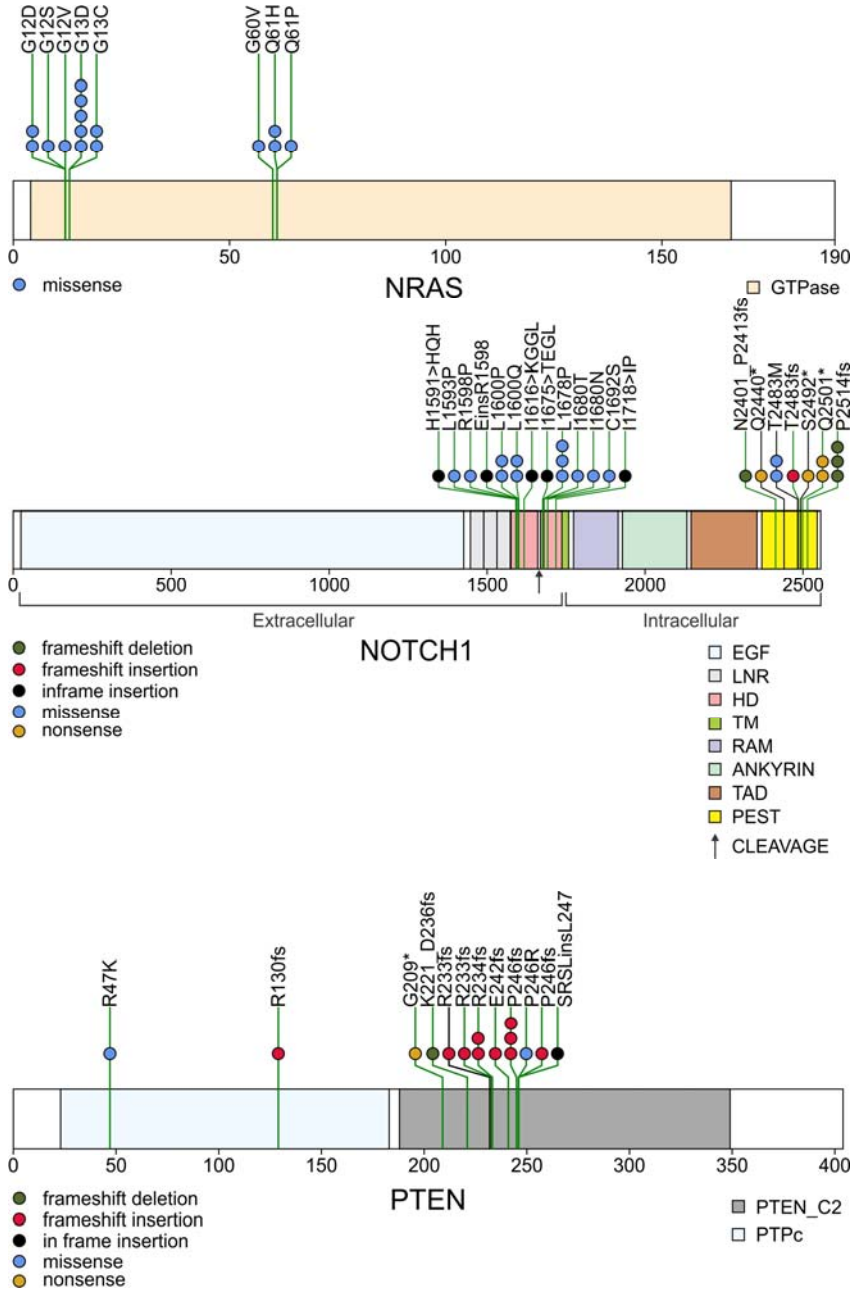 G12D
G12S
G12V
G13D
G13C
G60V
Q61H
Q61P
0 50 100 150 190
missense
NRAS
GTPase
H1591>HQH
L1593P
R1598P
EinsR1598
L1600P
L1600Q
I1616>KGGL
I1675>TEGL
L1678P
I1680T
I1680N
C1692S
I1718>IP
N2401_P2413fs
Q2440*
T2483M
T2483fs
S2492*
Q2501*
P2514fs
0 500 1000 1500 2000 2500
Extracellular Intracellular
NOTCH1
frameshift deletion
frameshift insertion
inframe insertion
missense
nonsense
EGF
LNR
HD
TM
RAM
ANKYRIN
TAD
PEST
CLEAVAGE
R47K
R130fs
G209*
K221_D236fs
R233fs
R233fs
R234fs
E242fs
P246fs
P246R
P246fs
SRSLinsL247
0 50 100 150 200 250 300 350 400
PTEN
frameshift deletion
frameshift insertion
in frame insertion
missense
nonsense
PTEN_C2
PTPc